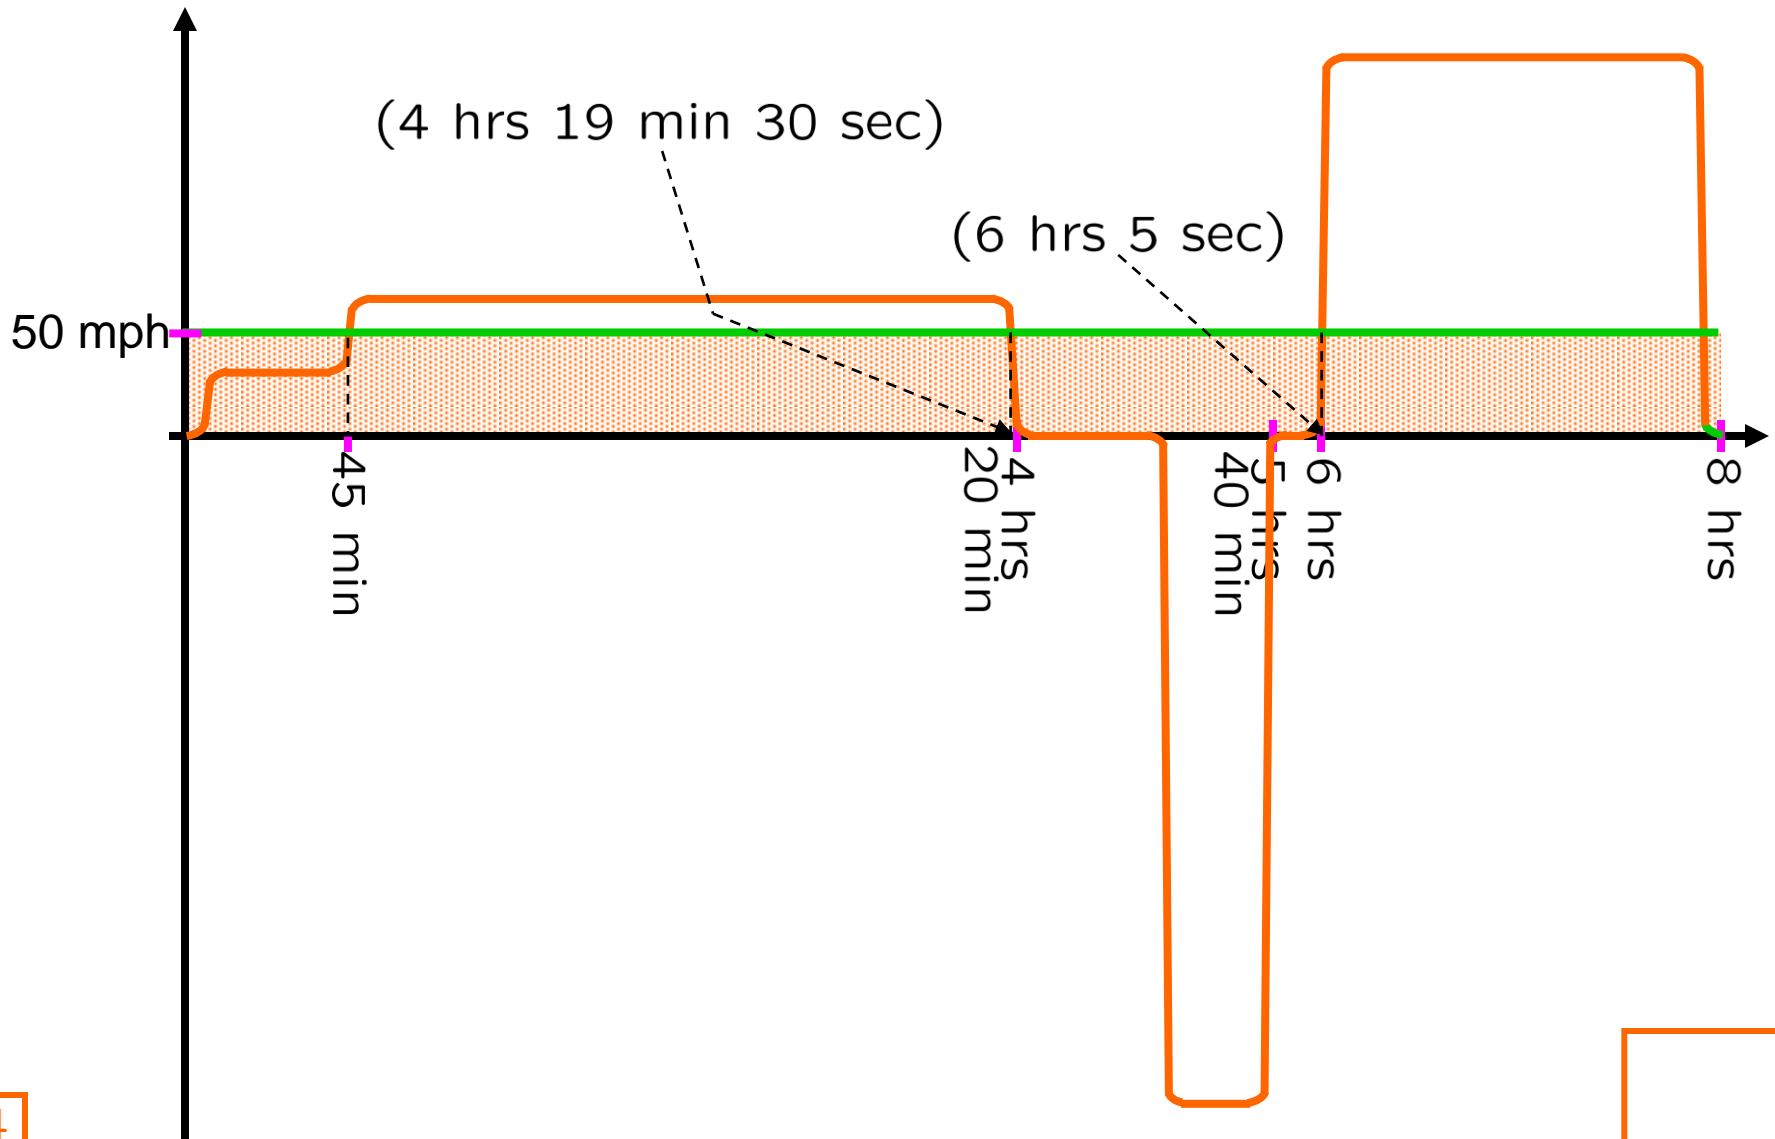 (4 hrs 19 min 30 sec)
(6 hrs 5 sec)
50 mph
45 min
4 hrs
20 min
5 hrs
40 min
6 hrs
8 hrs